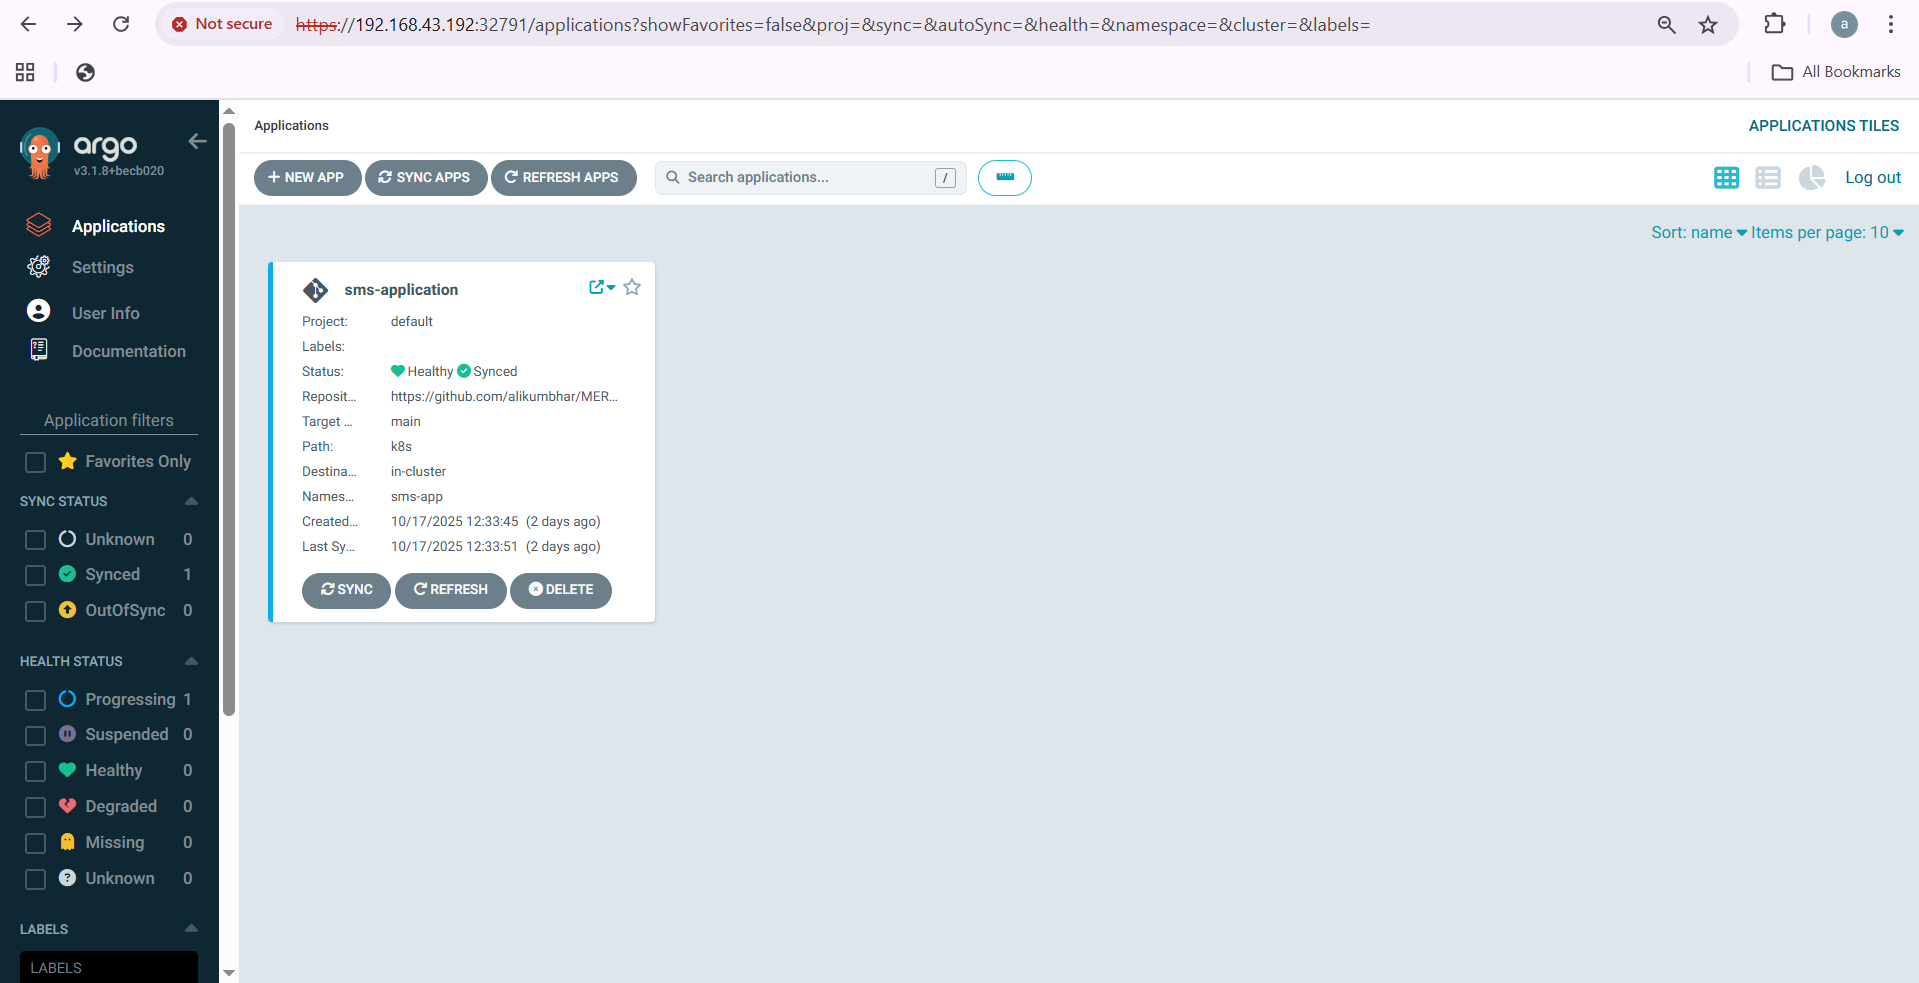 Not secure https://192.168.43.192:32791/applications?showFavorites=false&proj=&sync=&autoSync=&health=&namespace=&cluster=&labels= a
All Bookmarks
argo
v3.1.8+becb020
Applications
Settings
User Info
Documentation
Application filters
Favorites Only
SYNC STATUS
Unknown 0
Synced 1
OutOfSync 0
HEALTH STATUS
Progressing 1
Suspended 0
Healthy 0
Degraded 0
Missing 0
Unknown 0
LABELS
LABELS
Applications APPLICATIONS TILES
+ NEW APP SYNC APPS REFRESH APPS Search applications... / Log out
Sort: name Items per page: 10
sms-application
Project: default
Labels:
Status: Healthy Synced
Reposit... https://github.com/alikumbhar/MER...
Target ... main
Path: k8s
Destina... in-cluster
Names... sms-app
Created... 10/17/2025 12:33:45 (2 days ago)
Last Sy... 10/17/2025 12:33:51 (2 days ago)
SYNC REFRESH DELETE